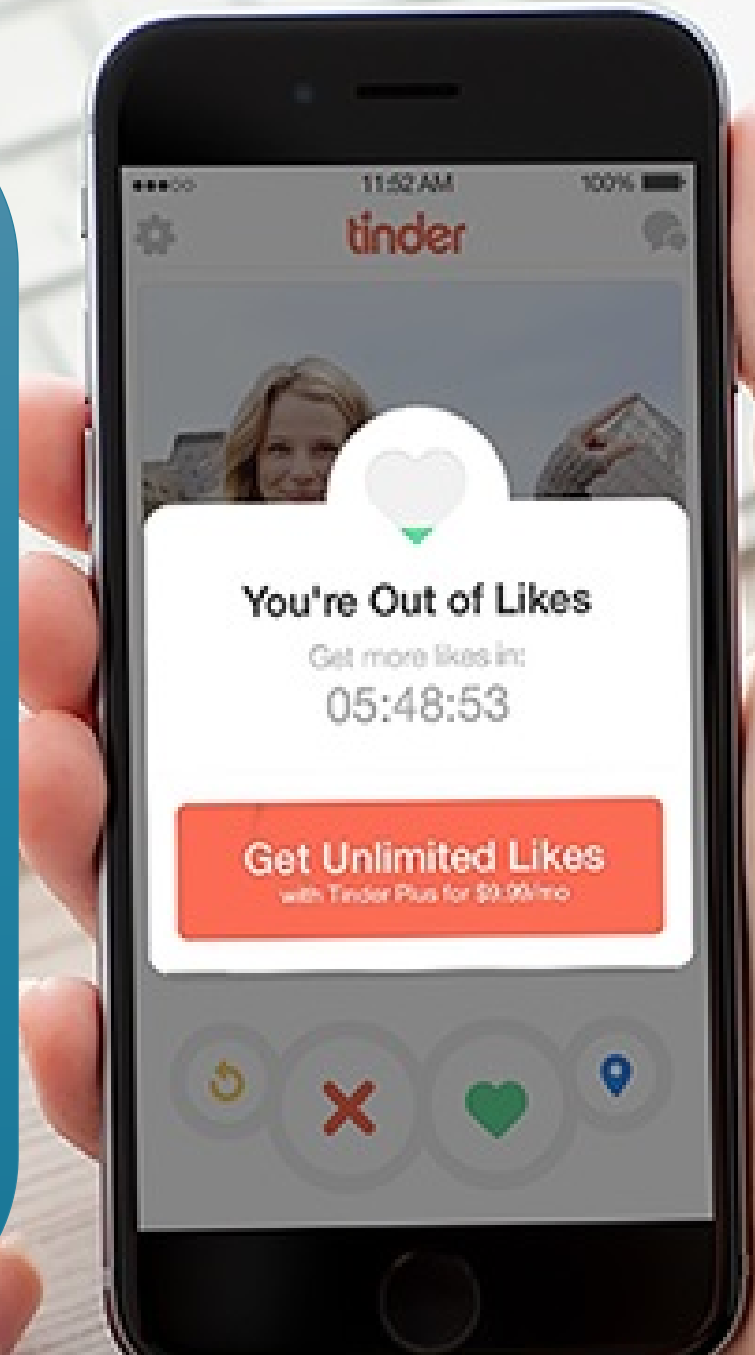 11:52 AM
100%
tinder
You're Out of Likes
Get more likes in:
05:48:53
Get Unlimited Likes
with Tinder Plus for $9.99/mo